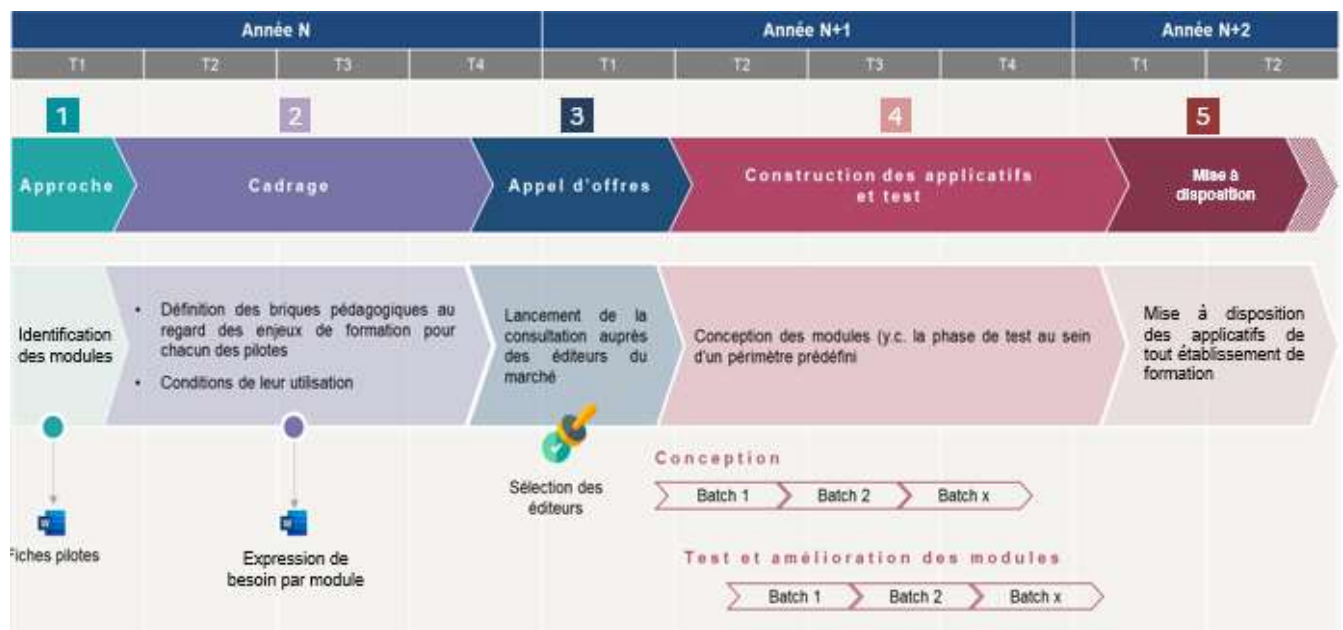 Année N
Année N+1
Année N+2
T1
T2
T3
T4
T1
T2
T3
T4
T1
T2
1
2
3
4
5
Approche
Cadrage
Appel d'offres
Construction des applicatifs
et test
Mise à
disposition
Identification
des modules
• Définition des briques pédagogiques au
regard des enjeux de formation pour
chacun des pilotes
• Conditions de leur utilisation
Lancement de la
consultation auprès
des éditeurs du
marché
Conception des modules (y.c. la phase de test au sein
d'un périmètre prédéfini
Mise à disposition
des applicatifs de
tout établissement de
formation
Fiches pilotes
Expression de
besoin par module
Sélection des
éditeurs
Conception
Batch 1
Batch 2
Batch x
Test et amélioration des modules
Batch 1
Batch 2
Batch x